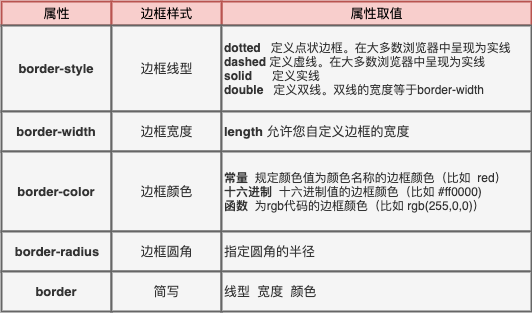 属性 边框样式 属性取值
border-style 边框线型 dotted 定义点状边框。在大多数浏览器中呈现为实线
dashed 定义虚线。在大多数浏览器中呈现为实线
solid 定义实线
double 定义双线。双线的宽度等于border-width
border-width 边框宽度 length 允许您自定义边框的宽度
border-color 边框颜色 常量 规定颜色值为颜色名称的边框颜色（比如 red）
十六进制 十六进制值的边框颜色（比如 #ff0000)
函数 为rgb代码的边框颜色（比如 rgb(255,0,0)）
border-radius 边框圆角 指定圆角的半径
border 简写 线型 宽度 颜色